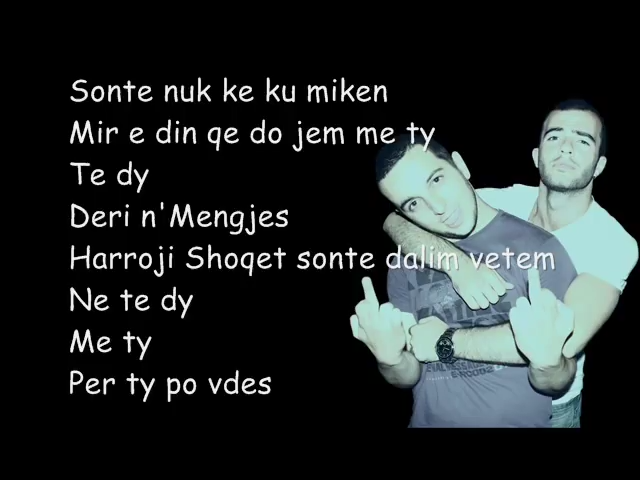 Sonte nuk ke ku miken
Mir e din qe do jem me ty
Te dy
Deri n'Mengjes
Harroji Shoqet sonte dalim vetem
Ne te dy
Me ty
Per ty po vdes